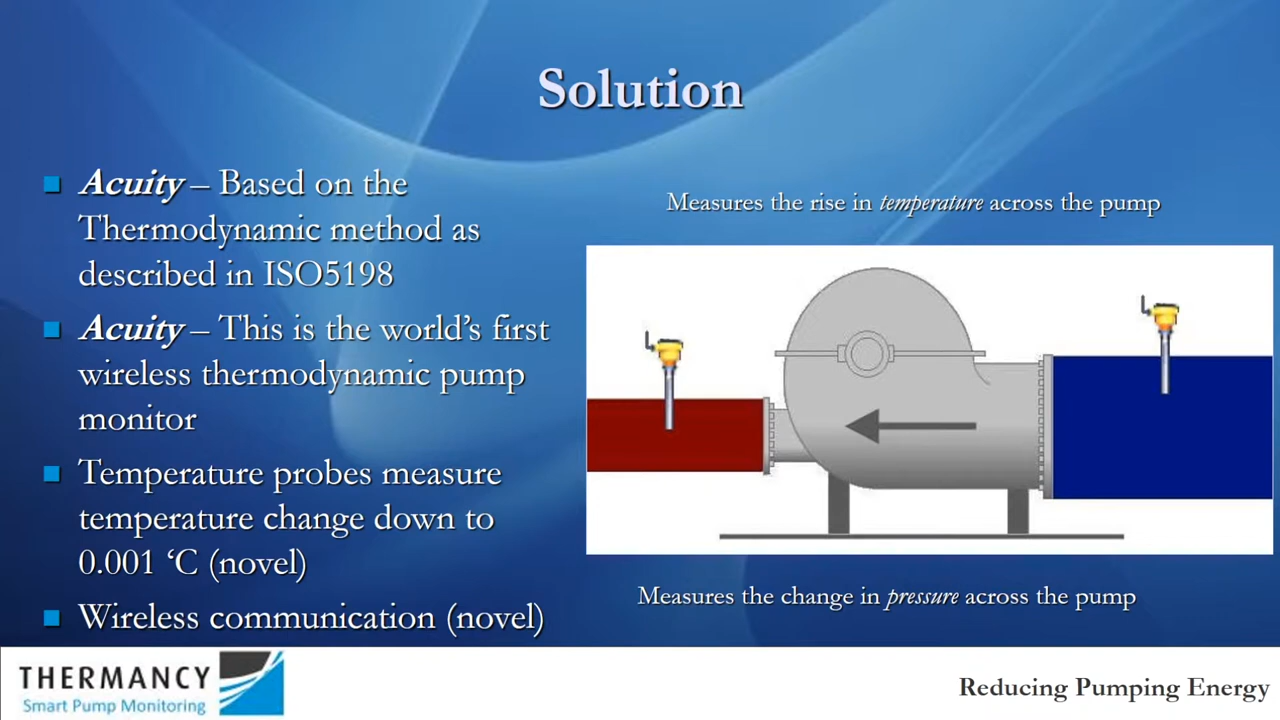 Solution
Acuity – Based on the
Thermodynamic method as
described in ISO5198
Acuity – This is the world’s first
wireless thermodynamic pump
monitor
Temperature probes measure
temperature change down to
0.001 ‘C (novel)
Wireless communication (novel)
Measures the rise in temperature across the pump
Measures the change in pressure across the pump
THERMANCY
Smart Pump Monitoring
Reducing Pumping Energy